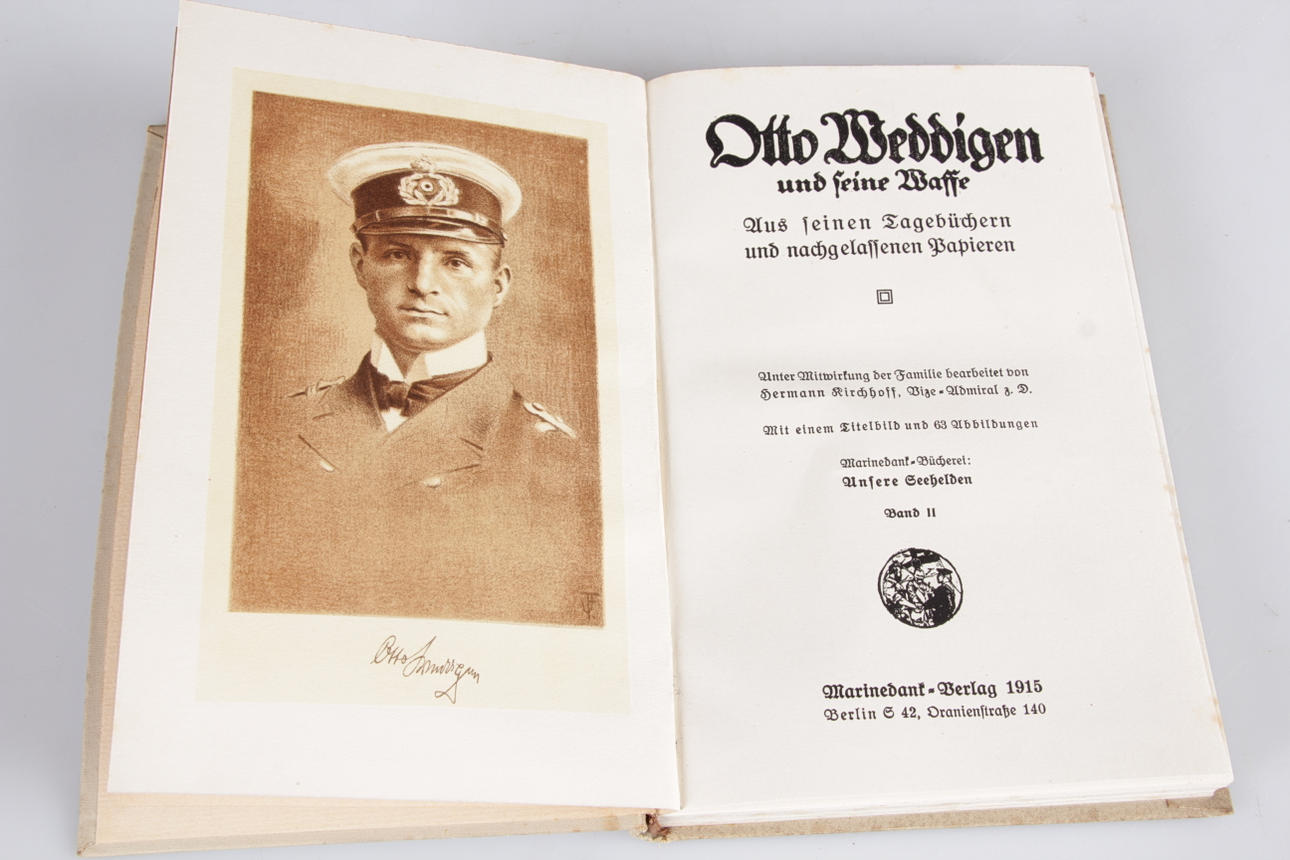 Otto Weddigen
Otto Weddigen
und seine Waffe
Aus seinen Tagebüchern
und nachgelassenen Papieren
Unter Mitwirkung der Familie bearbeitet von
Hermann Kirchhoff, Vize-Admiral z. D.
Mit einem Titelbild und 63 Abbildungen
Marinedank-Bücherei:
Unsere Seehelden
Band II
Marinedank-Verlag 1915
Berlin S 42, Oranienstraße 140